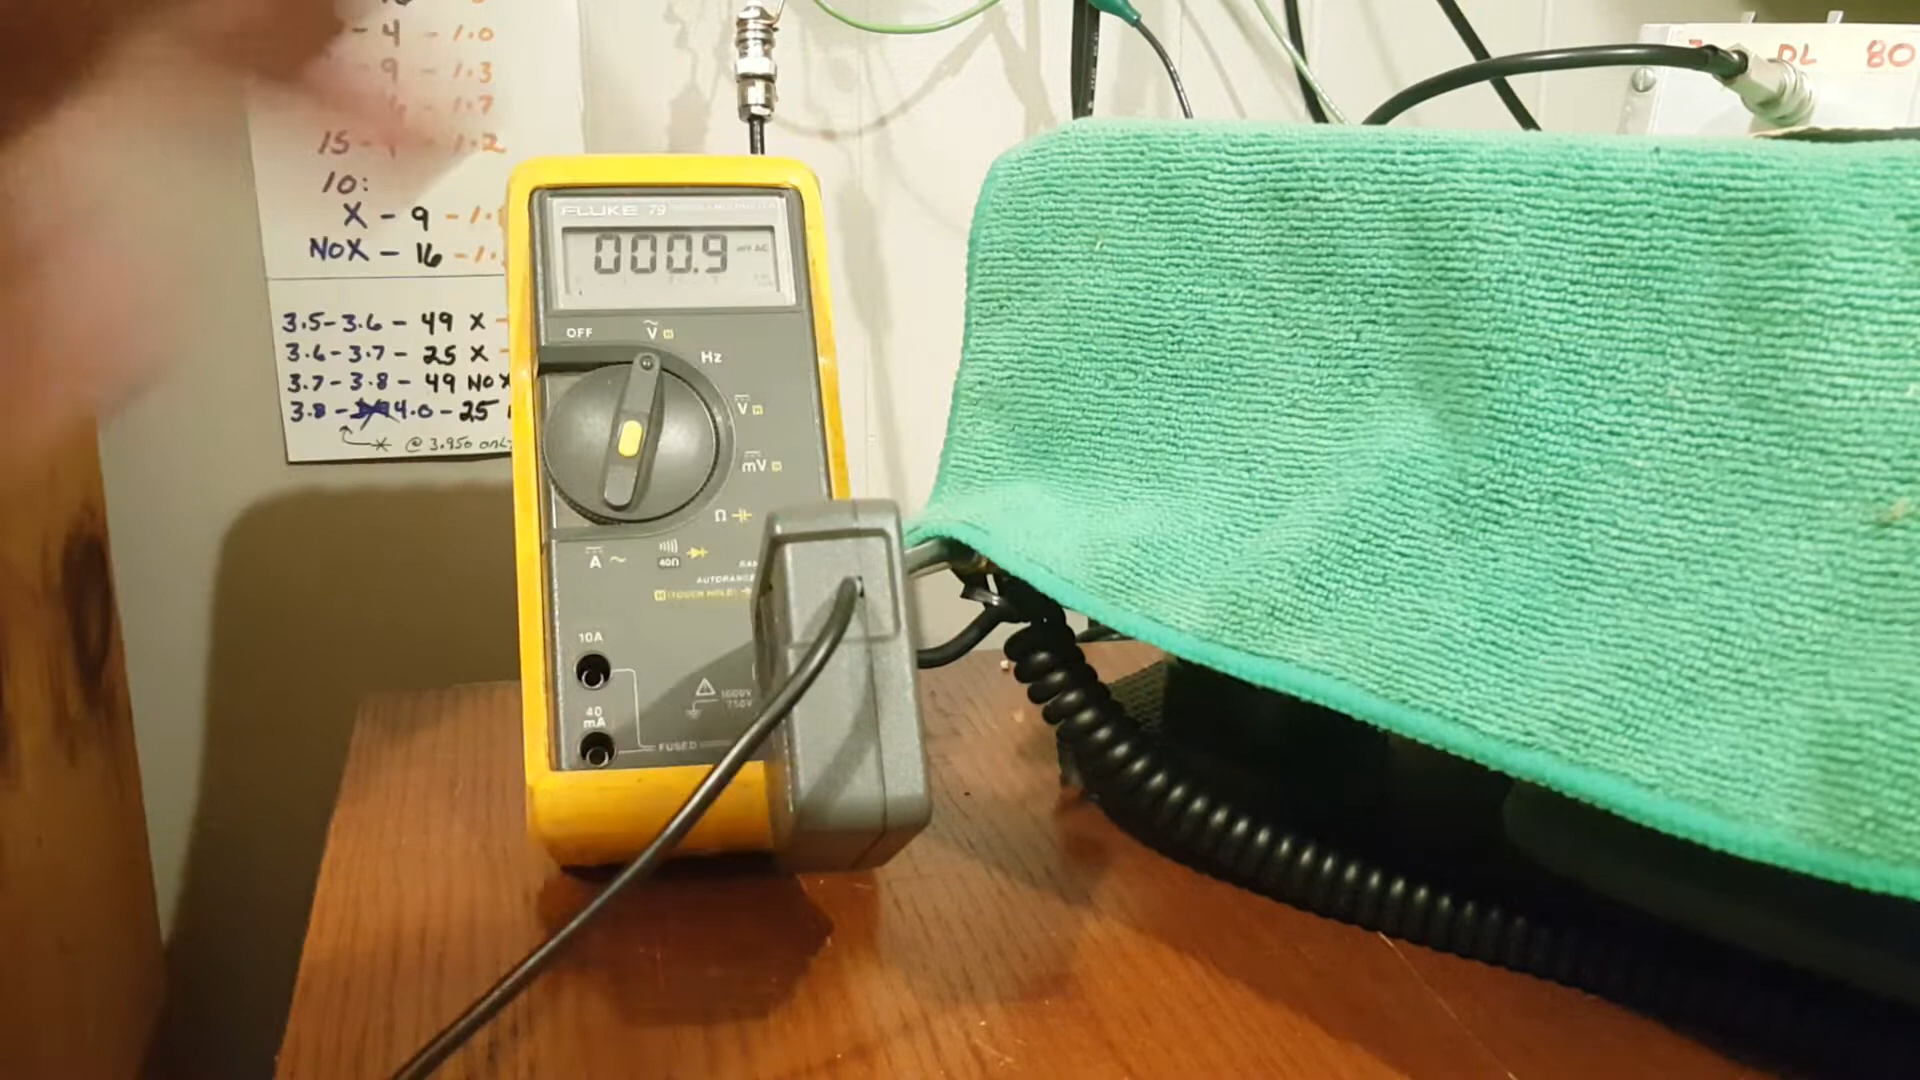 - 4 - 1.0
9 - 1.3
- 1.7
15 - 1.2
10:
X - 9 - 1.
NOX - 16 - 1.
3.5-3.6 - 49 X -
3.6-3.7 - 25 X -
3.7-3.8 - 49 NOX
3.8 - 4.0 - 25
* @ 3.950 only
DL 80
FLUKE 79
000.9 mV AC
OFF
V H
Hz
V H
mV H
Ω
A
40Ω
AUTORANGE
H (TOUCH HOLD)
10A
40
mA
1000V
750V
FUSED